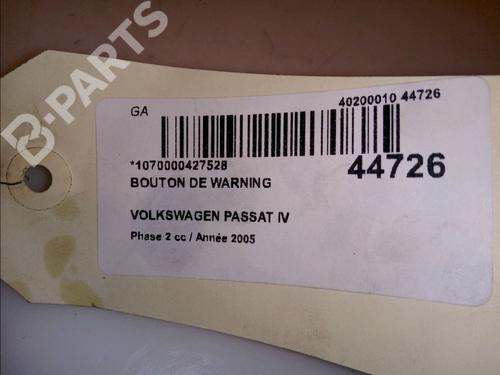 B-PARTS
GA
40200010 44726
*1070000427528
44726
BOUTON DE WARNING
VOLKSWAGEN PASSAT IV
Phase 2 cc / Année 2005